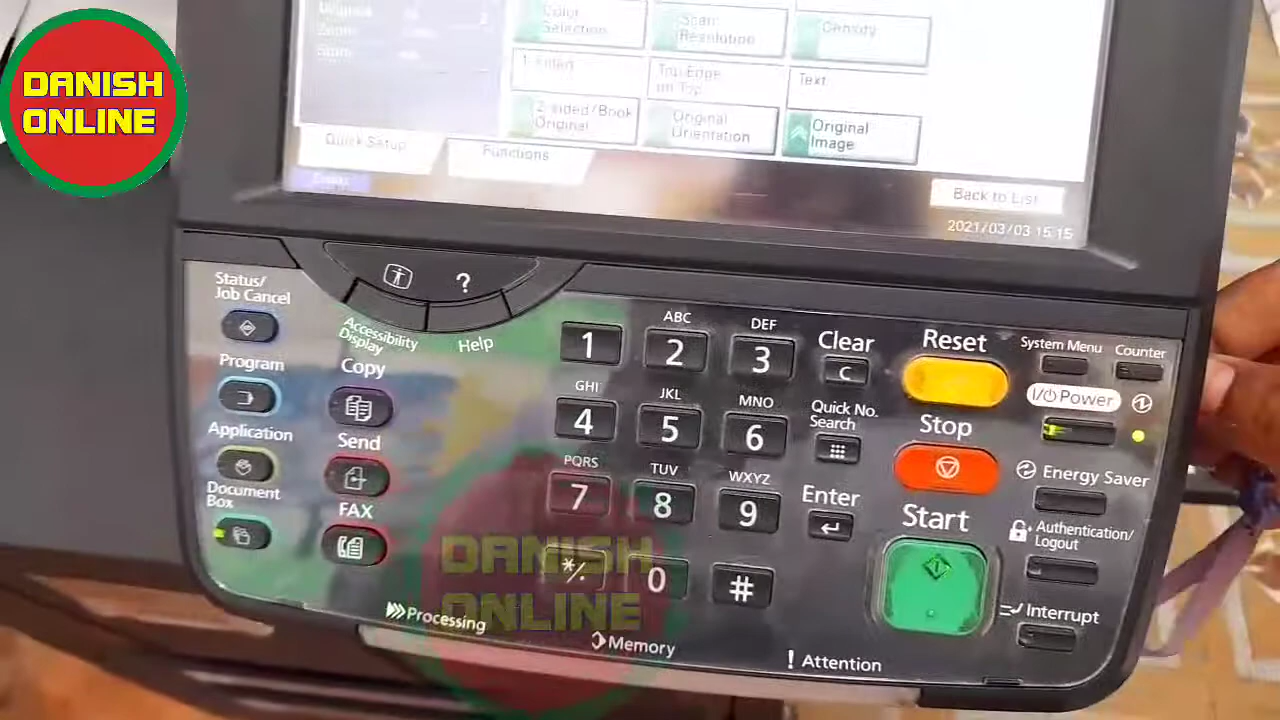 DANISH
ONLINE
Color
Selection
Scan
Resolution
Density
1-sided
Top Edge
on Top
Text
2-sided/Book
Original
Original
Orientation
Original
Image
Quick Setup
Functions
Back to List
2021/03/03 15:15
Status/
Job Cancel
Accessibility
Display
?
Help
Program
Copy
Application
Send
Document
Box
FAX
1
ABC
2
DEF
3
GHI
4
JKL
5
MNO
6
PQRS
7
TUV
8
WXYZ
9
*/.
0
#
Clear
C
Quick No.
Search
Enter
Reset
Stop
Start
System Menu
Counter
Power
Energy Saver
Authentication/
Logout
Interrupt
Processing
Memory
! Attention
DANISH
ONLINE